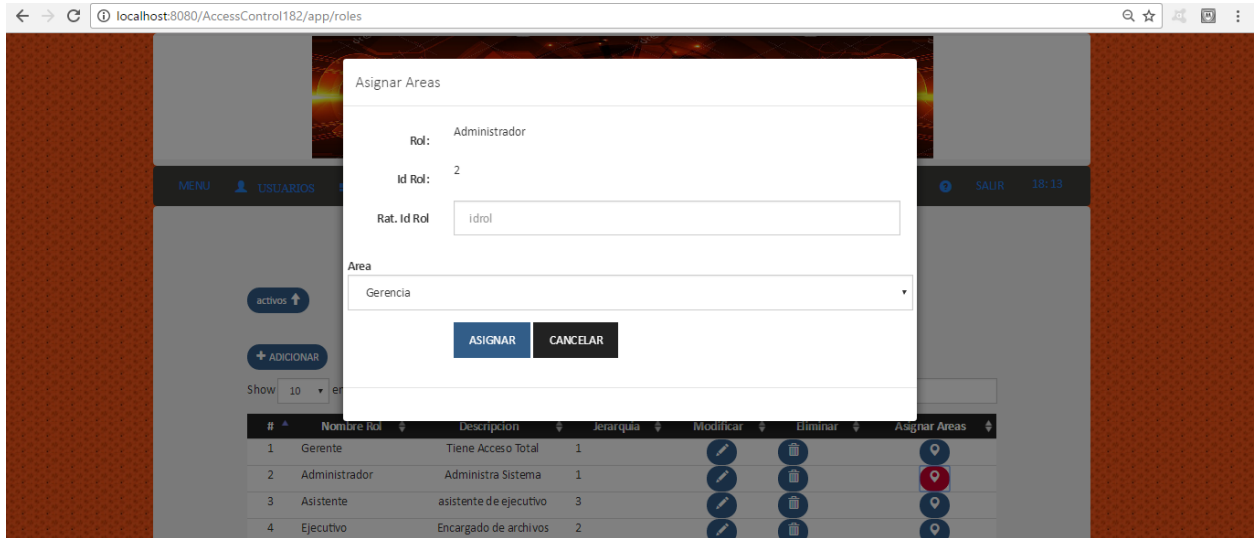 localhost:8080/AccessControl182/app/roles
Asignar Areas
Rol: Administrador
Id Rol: 2
Rat. Id Rol idrol
MENU USUARIOS SALIR 18:13
Area
Gerencia
activos
ASIGNAR CANCELAR
ADICIONAR
Show 10 en
# Nombre Rol Descripcion Jerarquia Modificar Eliminar Asignar Areas
1 Gerente Tiene Acceso Total 1
2 Administrador Administra Sistema 1
3 Asistente asistente de ejecutivo 3
4 Ejecutivo Encargado de archivos 2